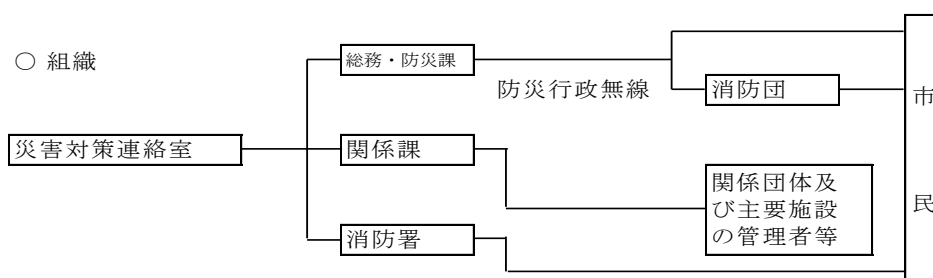 ○ 組織
総務・防災課
防災行政無線
消防団
市民
災害対策連絡室
関係課
関係団体及
び主要施設
の管理者等
消防署